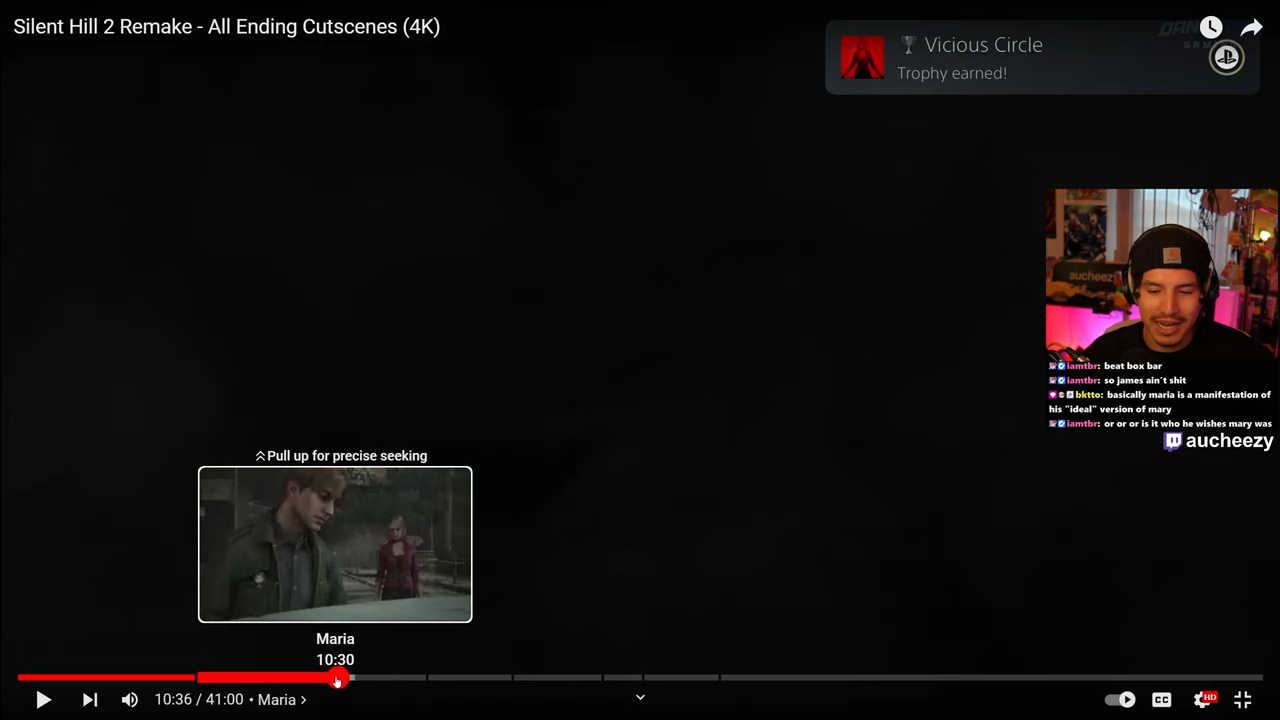 Silent Hill 2 Remake - All Ending Cutscenes (4K)
Vicious Circle
Trophy earned!
aucheezy
iamtbr: beat box bar
iamtbr: so james ain't shit
bktto: basically maria is a manifestation of
his "ideal" version of mary
iamtbr: or or or is it who he wishes mary was
aucheezy
Pull up for precise seeking
Maria
10:30
10:36 / 41:00 • Maria
CC
HD